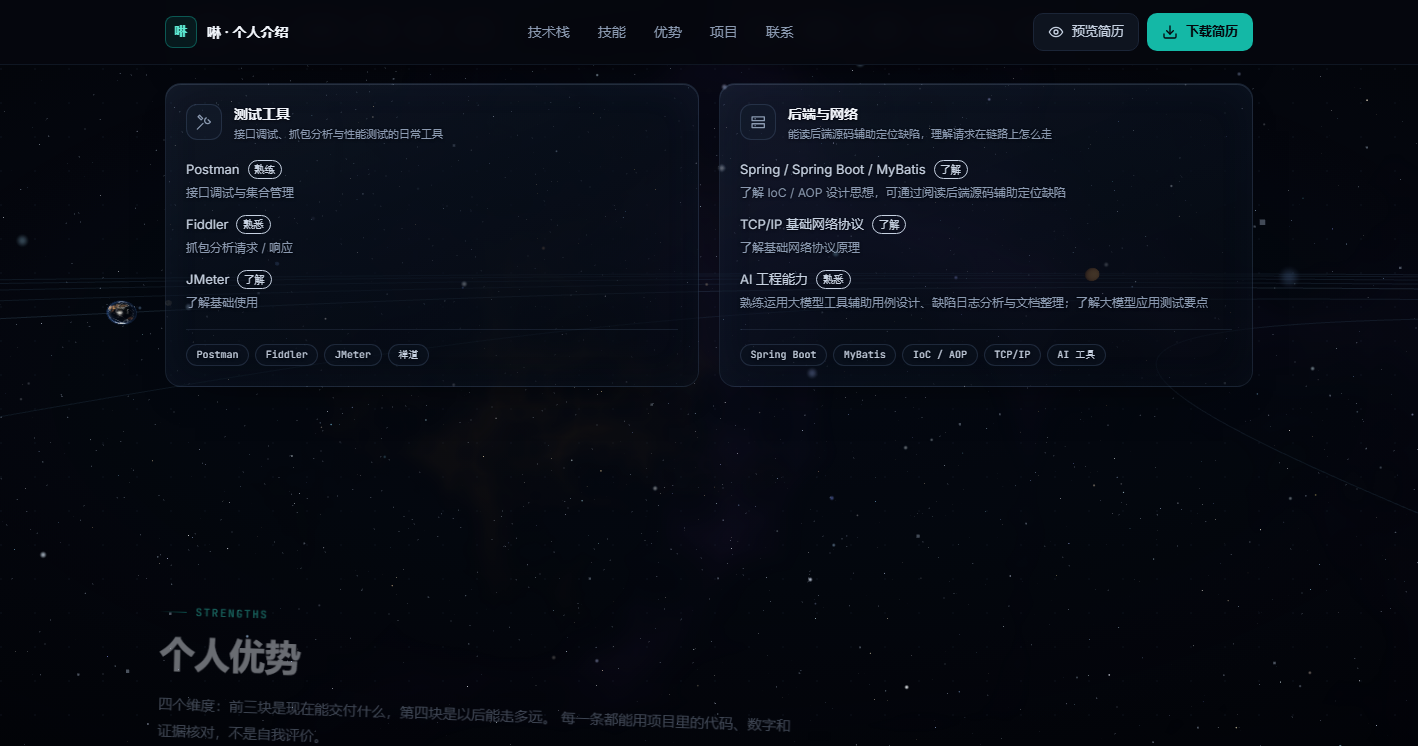 啉
啉 · 个人介绍
技术栈
技能
优势
项目
联系
预览简历
下载简历
测试工具
接口调试、抓包分析与性能测试的日常工具
Postman 熟练
接口调试与集合管理
Fiddler 熟悉
抓包分析请求 / 响应
JMeter 了解
了解基础使用
Postman
Fiddler
JMeter
禅道
后端与网络
能读后端源码辅助定位缺陷，理解请求在链路上怎么走
Spring / Spring Boot / MyBatis 了解
了解 IoC / AOP 设计思想，可通过阅读后端源码辅助定位缺陷
TCP/IP 基础网络协议 了解
了解基础网络协议原理
AI 工程能力 熟悉
熟练运用大模型工具辅助用例设计、缺陷日志分析与文档整理；了解大模型应用测试要点
Spring Boot
MyBatis
IoC / AOP
TCP/IP
AI 工具
STRENGTHS
个人优势
四个维度：前三块是现在能交付什么，第四块是以后能走多远。 每一条都能用项目里的代码、数字和
证据核对，不是自我评价。